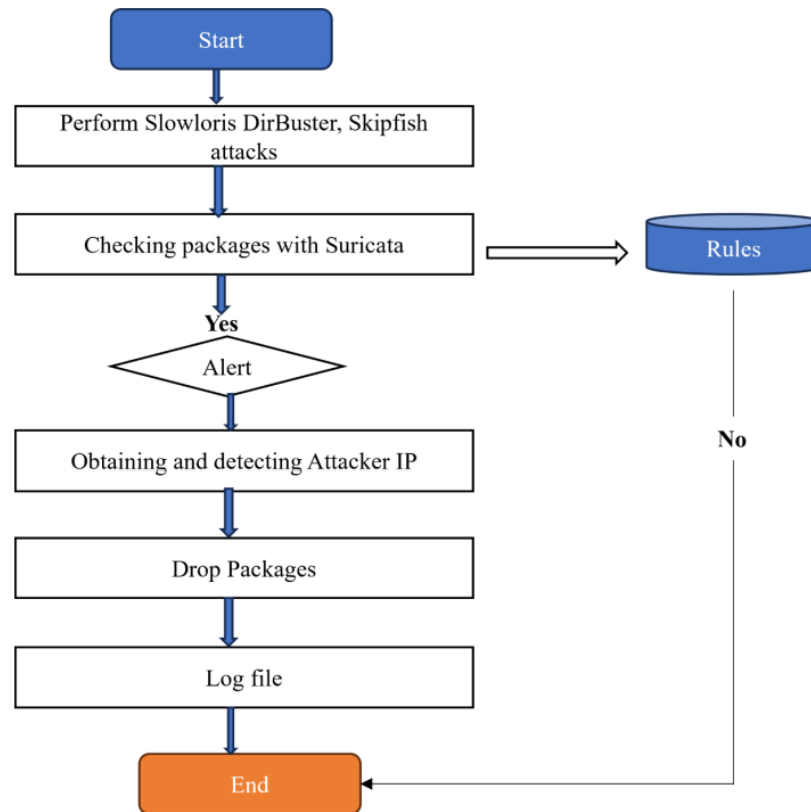 Start
Perform Slowloris DirBuster, Skipfish
attacks
Checking packages with Suricata
Rules
Yes
Alert
Obtaining and detecting Attacker IP
No
Drop Packages
Log file
End